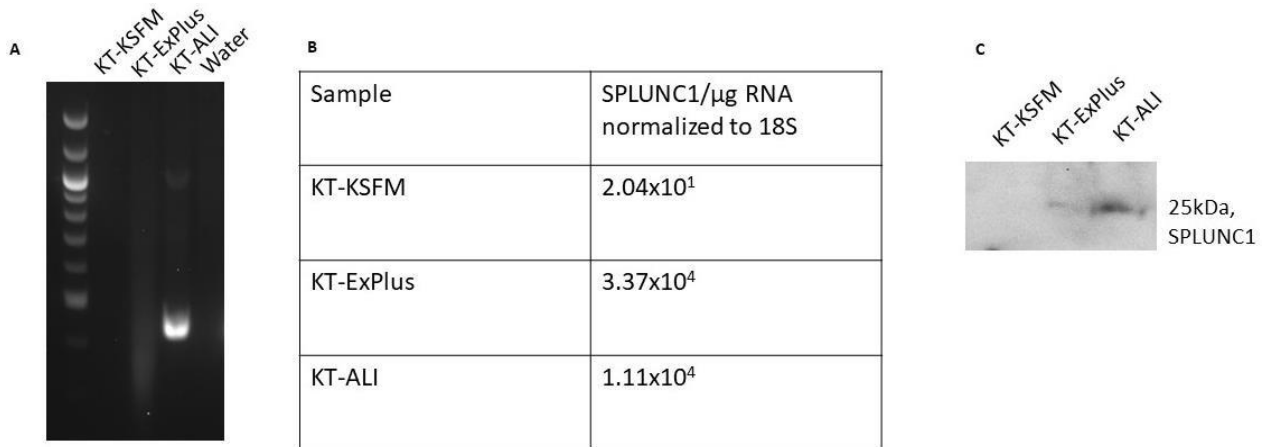 A
KT-KSFM
KT-ExPlus
KT-ALI
Water
B
Sample
SPLUNC1/µg RNA
normalized to 18S
KT-KSFM
2.04x10¹
KT-ExPlus
3.37x10⁴
KT-ALI
1.11x10⁴
C
KT-KSFM
KT-ExPlus
KT-ALI
25kDa,
SPLUNC1